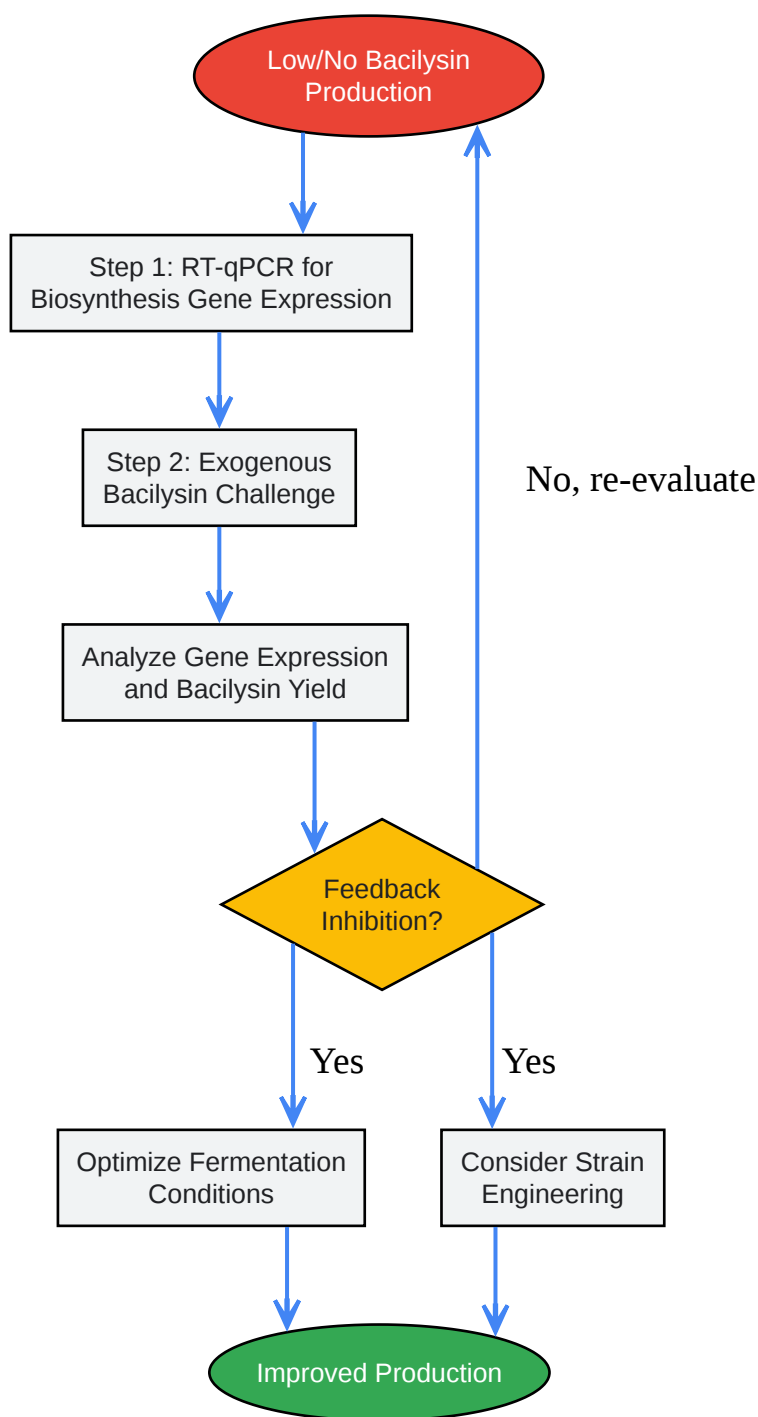 Low/No Bacilysin
Production
Step 1: RT-qPCR for
Biosynthesis Gene Expression
Step 2: Exogenous
Bacilysin Challenge
No, re-evaluate
Analyze Gene Expression
and Bacilysin Yield
Feedback
Inhibition?
Yes
Yes
Optimize Fermentation
Conditions
Consider Strain
Engineering
Improved Production